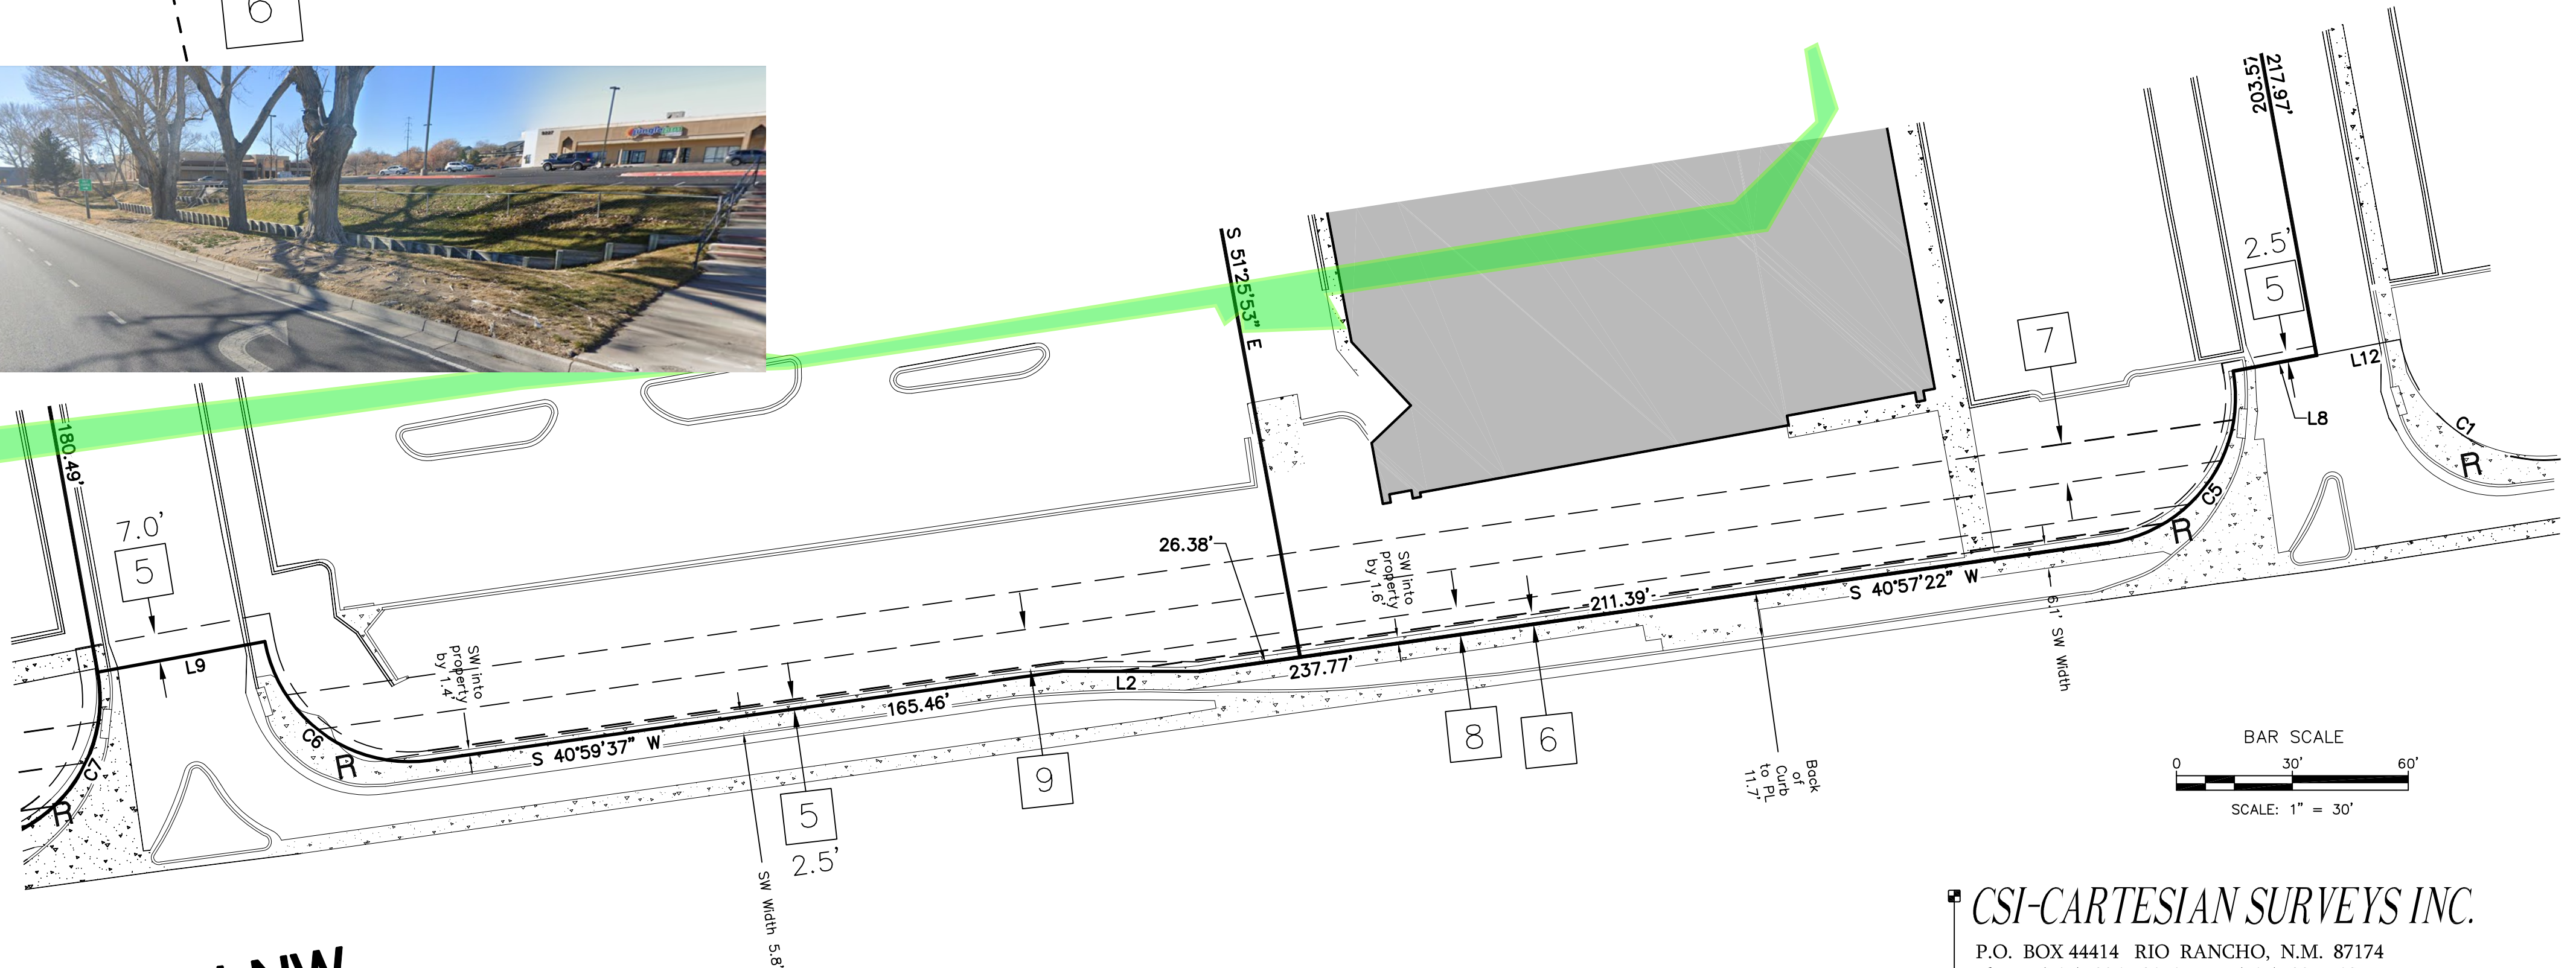 6
203.57'
217.97'
S 51°25'53" E
2.5'
5
7
L12
L8
C1
R
180.49'
7.0'
5
L9
26.38'
SW into
property
by 1.6'
211.39'
S 40°57'22" W
C5
R
6.1' SW Width
SW into
property
by 1.4'
L2
237.77'
165.46'
S 40°59'37" W
C6
R
C7
R
8
6
9
5
2.5'
Back
of
Curb
to PL
11.7'
SW Width 5.8'
BAR SCALE
0 30' 60'
SCALE: 1" = 30'
CSI-CARTESIAN SURVEYS INC.
P.O. BOX 44414 RIO RANCHO, N.M. 87174
NW